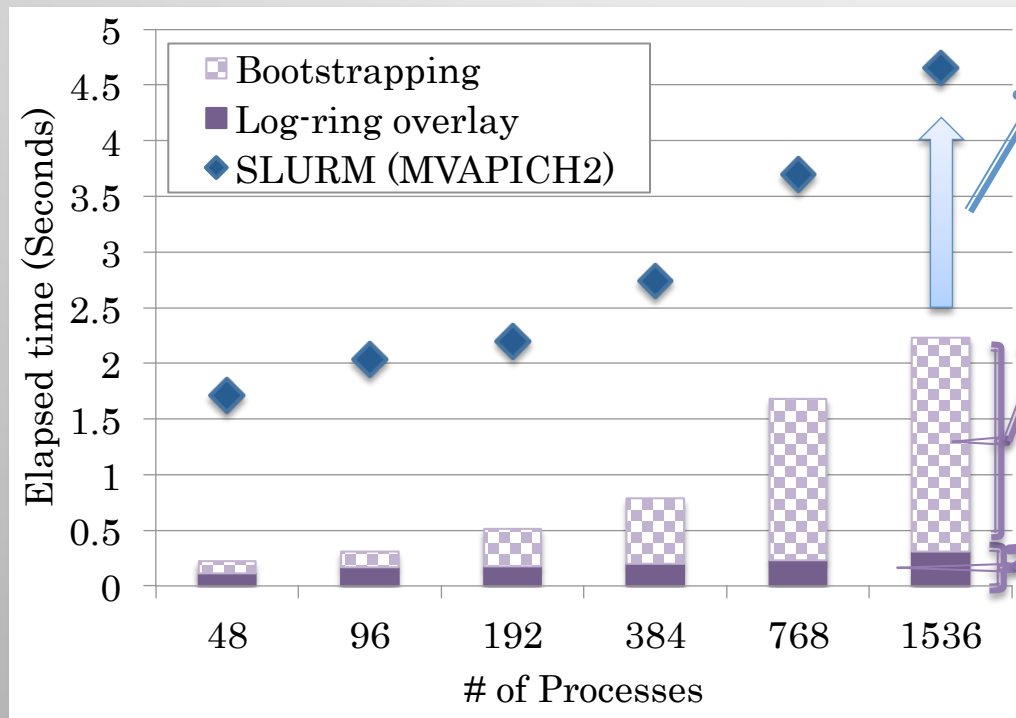 5
4.5
4
3.5
3
2.5
2
1.5
1
0.5
0
Elapsed time (Seconds)
Bootstrapping
Log-ring overlay
SLURM (MVAPICH2)
48 96 192 384 768 1536
# of Processes